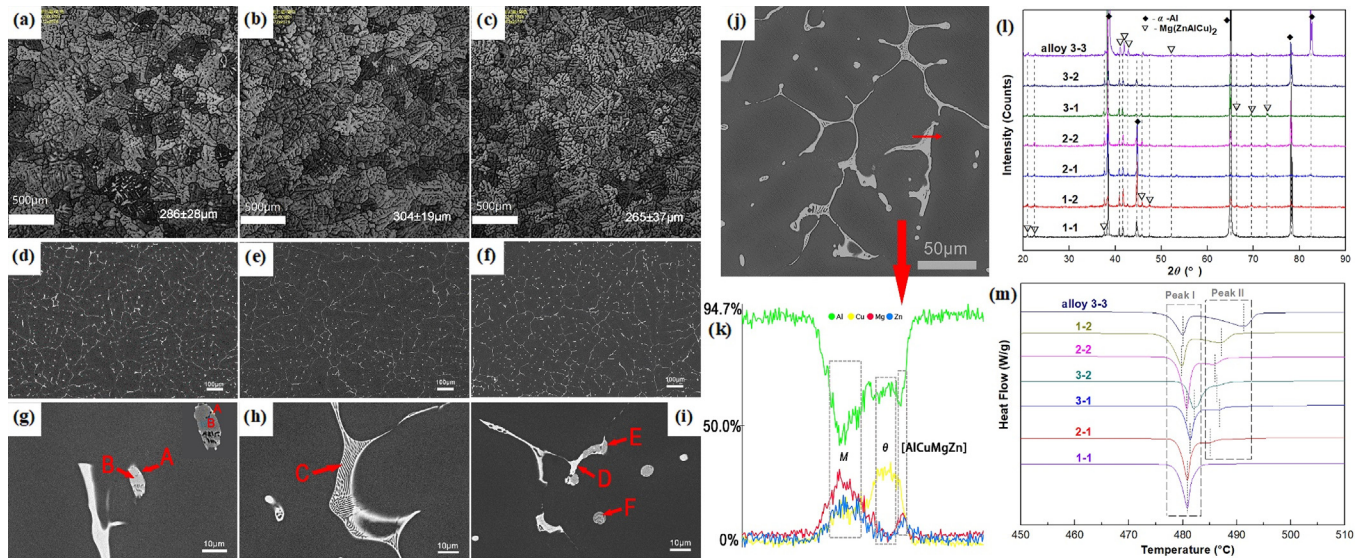 (a)
500μm
286±28μm
(b)
500μm
304±19μm
(c)
500μm
265±37μm
(d)
100μm
(e)
100μm
(f)
100μm
(g)
A
B
B
A
10μm
(h)
C
10μm
(i)
E
D
F
10μm
(j)
50μm
(k)
94.7%
50.0%
0%
Al Cu Mg Zn
M
θ
[AlCuMgZn]
(l)
◆ - α -Al
▽ - Mg(ZnAlCu)₂
alloy 3-3
3-2
3-1
2-2
2-1
1-2
1-1
Intensity (Counts)
20 30 40 50 60 70 80 90
2θ (°)
(m)
Peak I
Peak II
alloy 3-3
1-2
2-2
3-2
3-1
2-1
1-1
Heat Flow (W/g)
450 460 470 480 490 500 510
Temperature (°C)